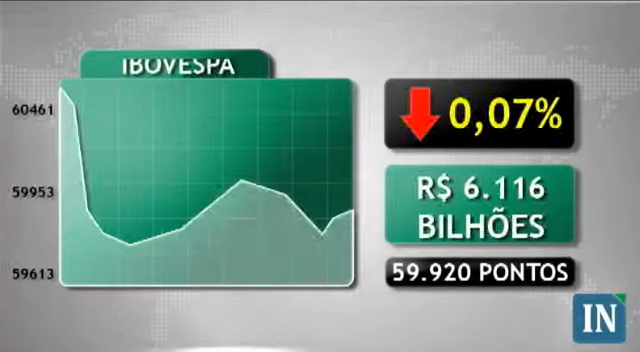 IBOVESPA
60461
59953
59613
0,07%
R$ 6.116
BILHÕES
59.920 PONTOS
IN